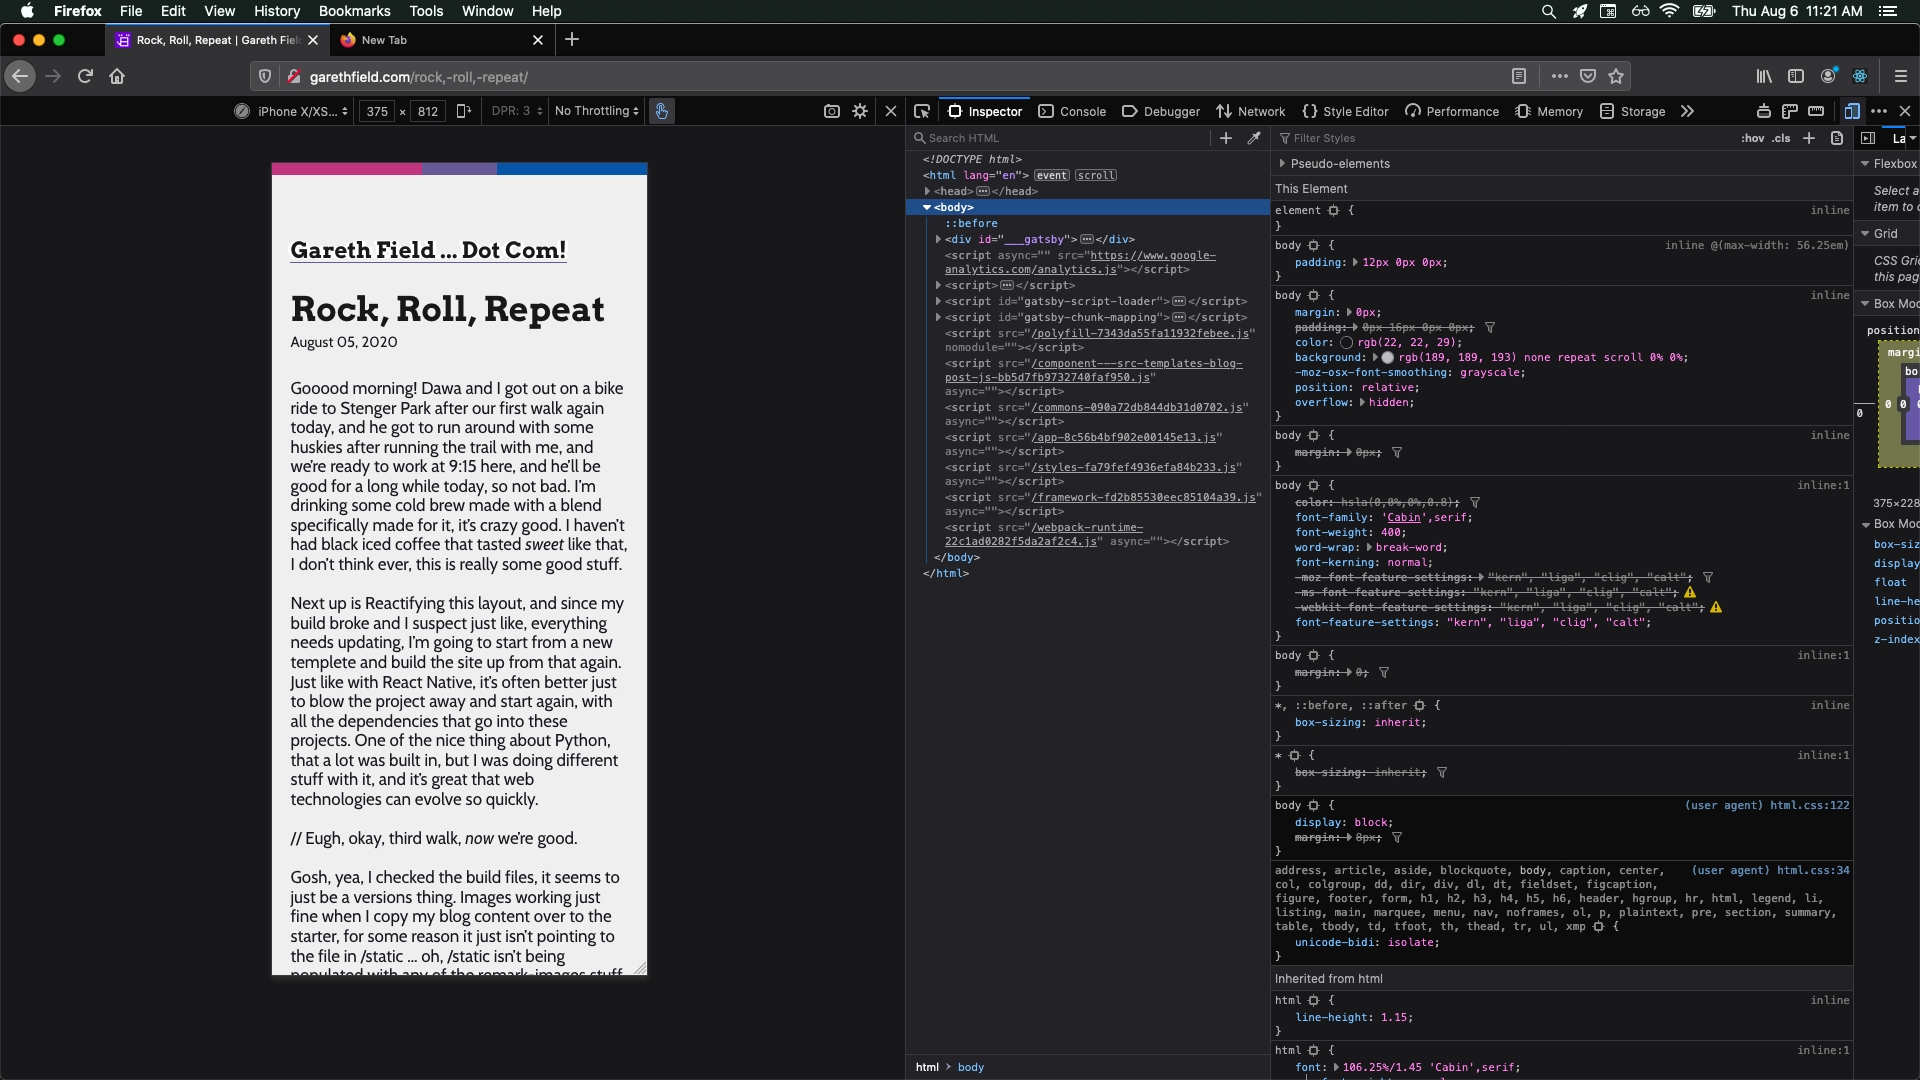 Firefox File Edit View History Bookmarks Tools Window Help Thu Aug 6 11:21 AM
Rock, Roll, Repeat | Gareth Fiel New Tab
garethfield.com/rock,-roll,-repeat/
iPhone X/XS... 375 × 812 DPR: 3 No Throttling
Inspector Console Debugger Network Style Editor Performance Memory Storage
Gareth Field ... Dot Com!
Rock, Roll, Repeat
August 05, 2020
Gooood morning! Dawa and I got out on a bike
ride to Stenger Park after our first walk again
today, and he got to run around with some
huskies after running the trail with me, and
we're ready to work at 9:15 here, and he'll be
good for a long while today, so not bad. I'm
drinking some cold brew made with a blend
specifically made for it, it's crazy good. I haven't
had black iced coffee that tasted sweet like that,
I don't think ever, this is really some good stuff.
Next up is Reactifying this layout, and since my
build broke and I suspect just like, everything
needs updating, I'm going to start from a new
templete and build the site up from that again.
Just like with React Native, it's often better just
to blow the project away and start again, with
all the dependencies that go into these
projects. One of the nice thing about Python,
that a lot was built in, but I was doing different
stuff with it, and it's great that web
technologies can evolve so quickly.
// Eugh, okay, third walk, now we're good.
Gosh, yea, I checked the build files, it seems to
just be a versions thing. Images working just
fine when I copy my blog content over to the
starter, for some reason it just isn't pointing to
the file in /static ... oh, /static isn't being
populated with any of the remark-images stuff
Search HTML
<!DOCTYPE html>
<html lang="en"> event scroll
<head> </head>
<body>
::before
<div id="___gatsby"> </div>
<script async="" src="https://www.google-
analytics.com/analytics.js"></script>
<script> </script>
<script id="gatsby-script-loader"> </script>
<script id="gatsby-chunk-mapping"> </script>
<script src="/polyfill-7343da55fa11932febee.js"
nomodule=""></script>
<script src="/component---src-templates-blog-
post-js-bb5d7fb9732740faf950.js"
async=""></script>
<script src="/commons-090a72db844db31d0702.js"
async=""></script>
<script src="/app-8c56b4bf902e00145e13.js"
async=""></script>
<script src="/styles-fa79fef4936efa84b233.js"
async=""></script>
<script src="/framework-fd2b85530eec85104a39.js"
async=""></script>
<script src="/webpack-runtime-
22c1ad0282f5da2af2c4.js" async=""></script>
</body>
</html>
html > body
Filter Styles :hov .cls
Pseudo-elements
This Element
element { inline
}
body { inline @(max-width: 56.25em)
padding: 12px 0px 0px;
}
body { inline
margin: 0px;
padding: 0px 16px 0px 0px;
color: rgb(22, 22, 29);
background: rgb(189, 189, 193) none repeat scroll 0% 0%;
-moz-osx-font-smoothing: grayscale;
position: relative;
overflow: hidden;
}
body { inline
margin: 0px;
}
body { inline:1
color: hsla(0,0%,0%,0.8);
font-family: 'Cabin',serif;
font-weight: 400;
word-wrap: break-word;
font-kerning: normal;
-moz-font-feature-settings: "kern", "liga", "clig", "calt";
-ms-font-feature-settings: "kern", "liga", "clig", "calt";
-webkit-font-feature-settings: "kern", "liga", "clig", "calt";
font-feature-settings: "kern", "liga", "clig", "calt";
}
body { inline:1
margin: 0;
}
*, ::before, ::after { inline
box-sizing: inherit;
}
* { inline:1
box-sizing: inherit;
}
body { (user agent) html.css:122
display: block;
margin: 8px;
}
address, article, aside, blockquote, body, caption, center, (user agent) html.css:34
col, colgroup, dd, dir, div, dl, dt, fieldset, figcaption,
figure, footer, form, h1, h2, h3, h4, h5, h6, header, hgroup, hr, html, legend, li,
listing, main, marquee, menu, nav, noframes, ol, p, plaintext, pre, section, summary,
table, tbody, td, tfoot, th, thead, tr, ul, xmp {
unicode-bidi: isolate;
}
Inherited from html
html { inline
line-height: 1.15;
}
html { inline:1
font: 106.25%/1.45 'Cabin',serif;
La
Flexbox
Select a
item to
Grid
CSS Gri
this pag
Box Mod
position
margi
bo
0 0 0
0
375×228
Box Mod
box-siz
display
float
line-he
positio
z-index